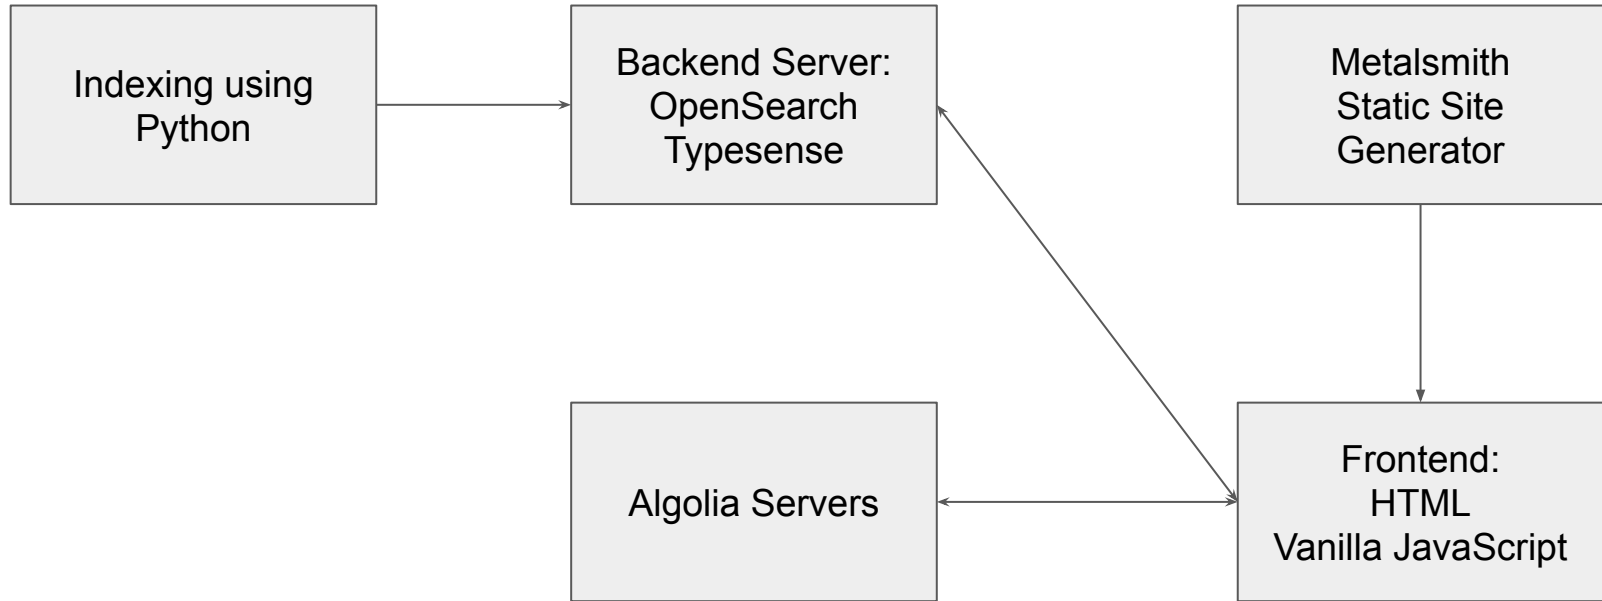 Indexing using
Python
Backend Server:
OpenSearch
Typesense
Metalsmith
Static Site
Generator
Algolia Servers
Frontend:
HTML
Vanilla JavaScript